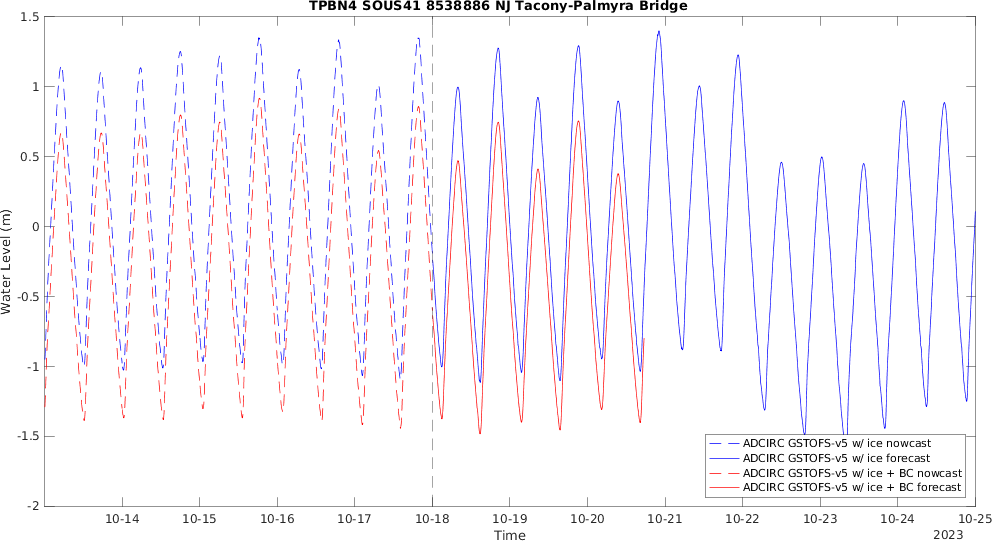 TPBN4 SOUS41 8538886 NJ Tacony-Palmyra Bridge
1.5
1
0.5
0
-0.5
-1
-1.5
-2
Water Level (m)
10-14 10-15 10-16 10-17 10-18 10-19 10-20 10-21 10-22 10-23 10-24 10-25
Time
2023
ADCIRC GSTOFS-v5 w/ ice nowcast
ADCIRC GSTOFS-v5 w/ ice forecast
ADCIRC GSTOFS-v5 w/ ice + BC nowcast
ADCIRC GSTOFS-v5 w/ ice + BC forecast